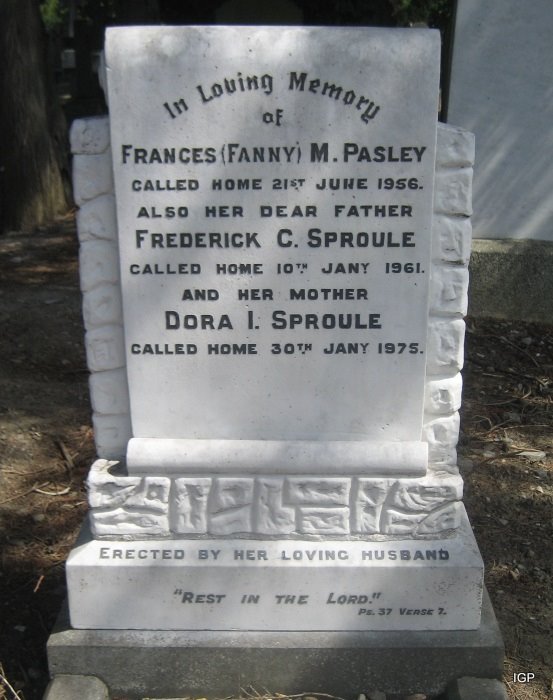 In Loving Memory
of
FRANCES (FANNY) M. PASLEY
CALLED HOME 21ST JUNE 1956.
ALSO HER DEAR FATHER
FREDERICK C. SPROULE
CALLED HOME 10TH JANY 1961.
AND HER MOTHER
DORA I. SPROULE
CALLED HOME 30TH JANY 1975.
ERECTED BY HER LOVING HUSBAND
"REST IN THE LORD."
PS. 37 VERSE 7.
IGP